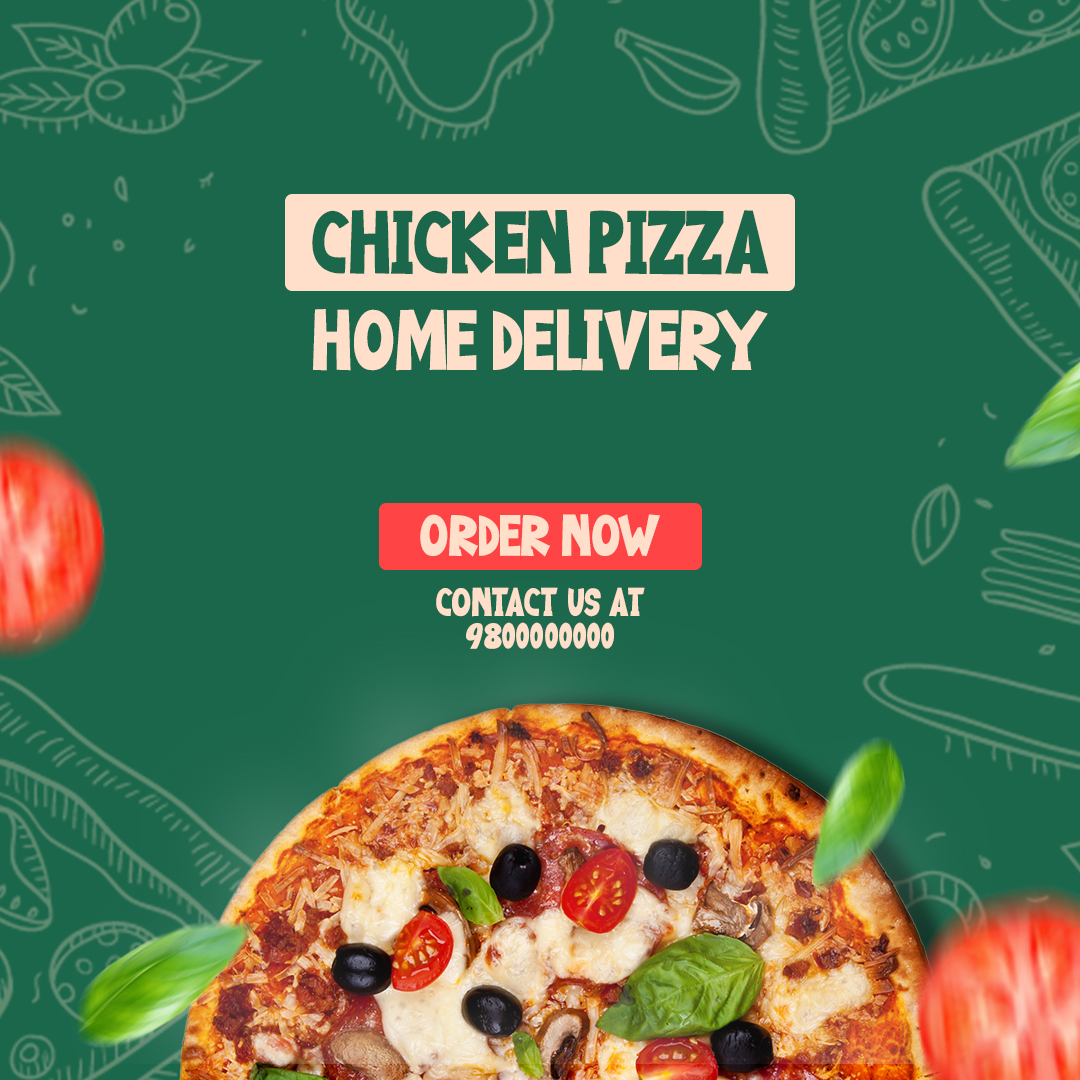 CHICKEN PIZZA
HOME DELIVERY
ORDER NOW
CONTACT US AT
9800000000